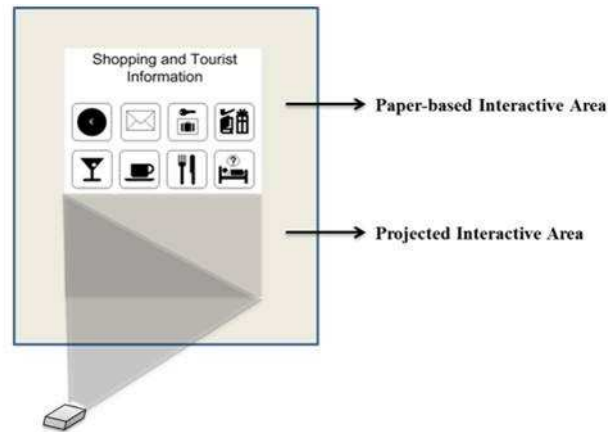 Shopping and Tourist
Information
?
Paper-based Interactive Area
Projected Interactive Area